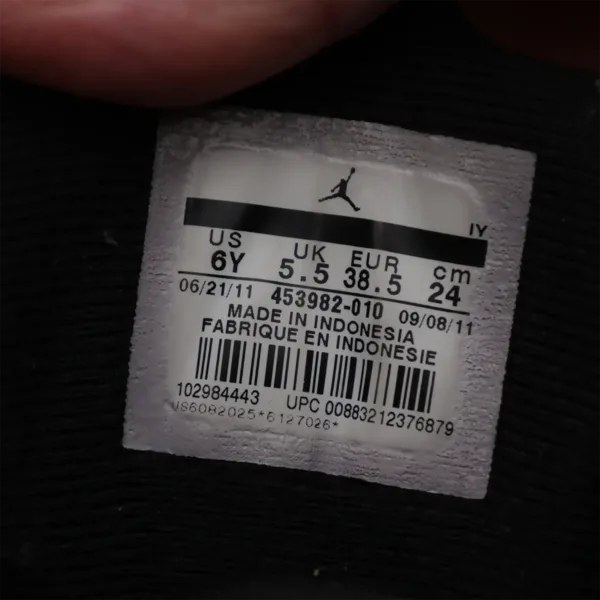 IY
US UK EUR cm
6Y 5.5 38.5 24
06/21/11 453982-010 09/08/11
MADE IN INDONESIA
FABRIQUE EN INDONESIE
102984443 UPC 00883212376879
VS6082025*6127026*